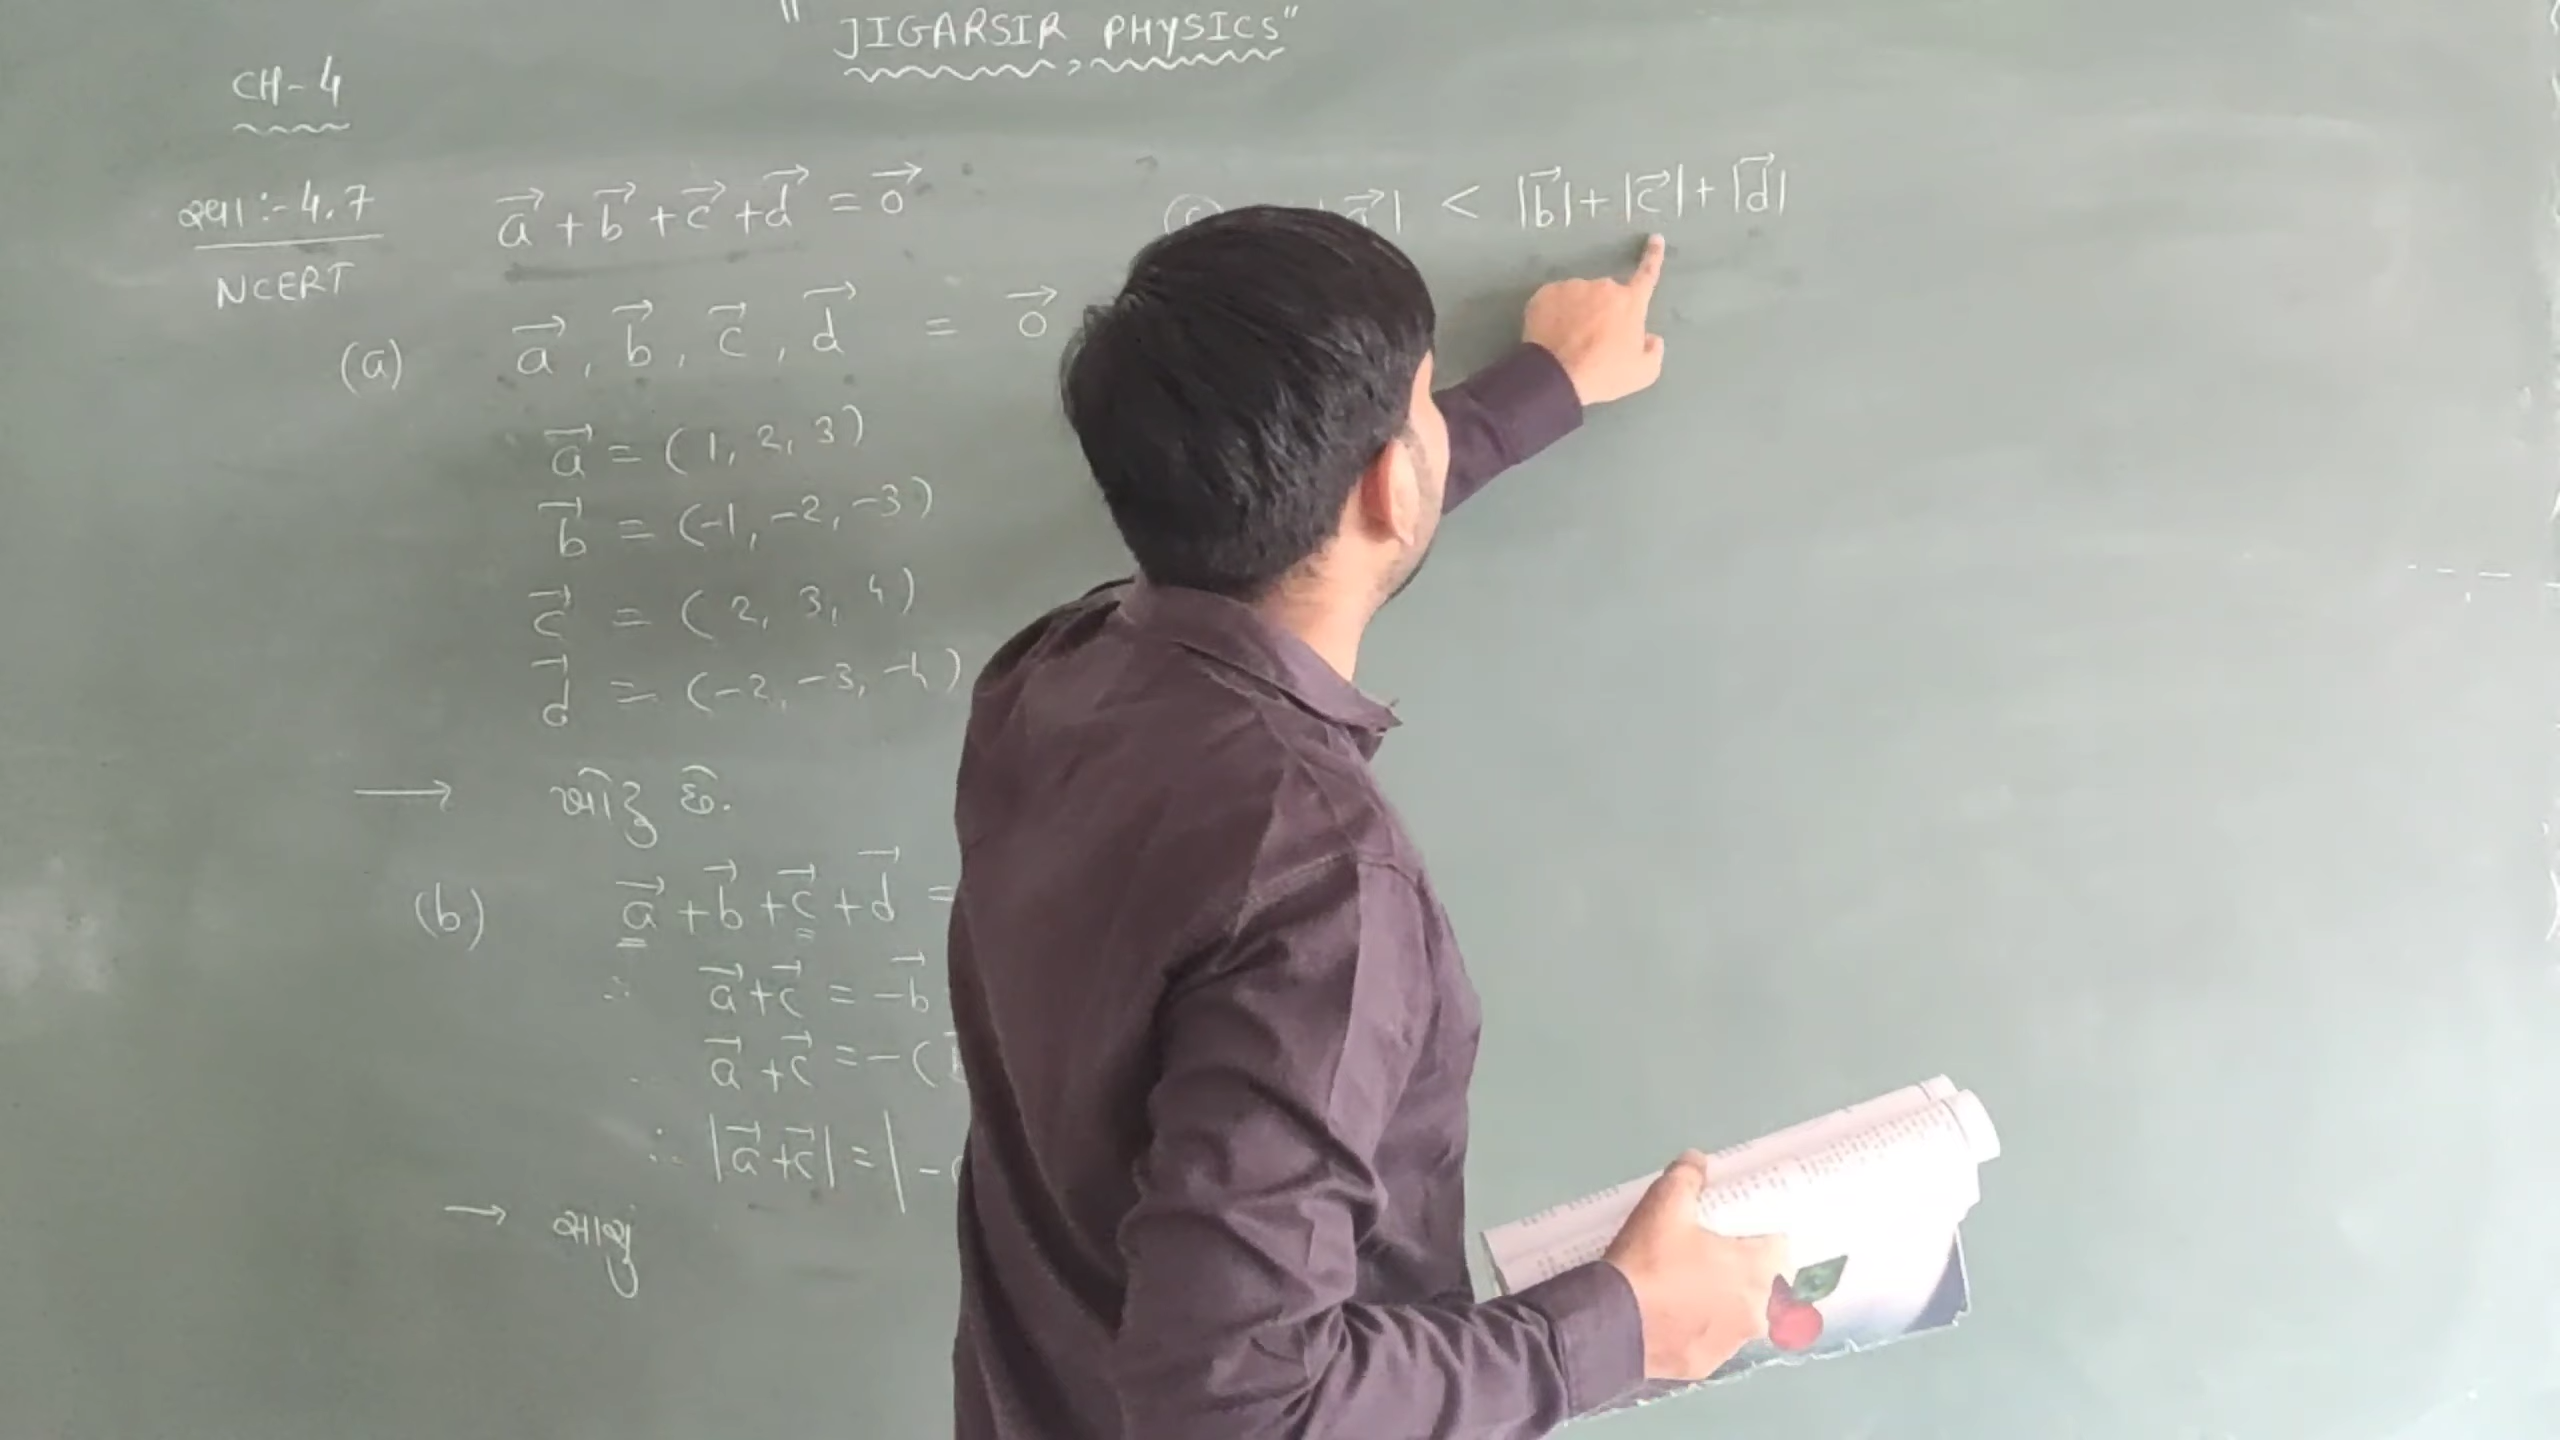 "JIGARSIR PHYSICS"
CH-4
સ્વા:-4.7
NCERT
a⃗ + b⃗ + c⃗ + d⃗ = 0⃗
(a) a⃗ , b⃗ , c⃗ , d⃗ = 0⃗
a⃗ = (1, 2, 3)
b⃗ = (-1, -2, -3)
c⃗ = (2, 3, 4)
d⃗ = (-2, -3, -4)
→ ખોટુ છે.
(b) a⃗ + b⃗ + c⃗ + d⃗ =
∴ a⃗ + c⃗ = -b⃗
a⃗ + c⃗ = -(
∴ |a⃗ + c⃗| = |-(
→ સાચુ
|a⃗| < |b⃗| + |c⃗| + |d⃗|